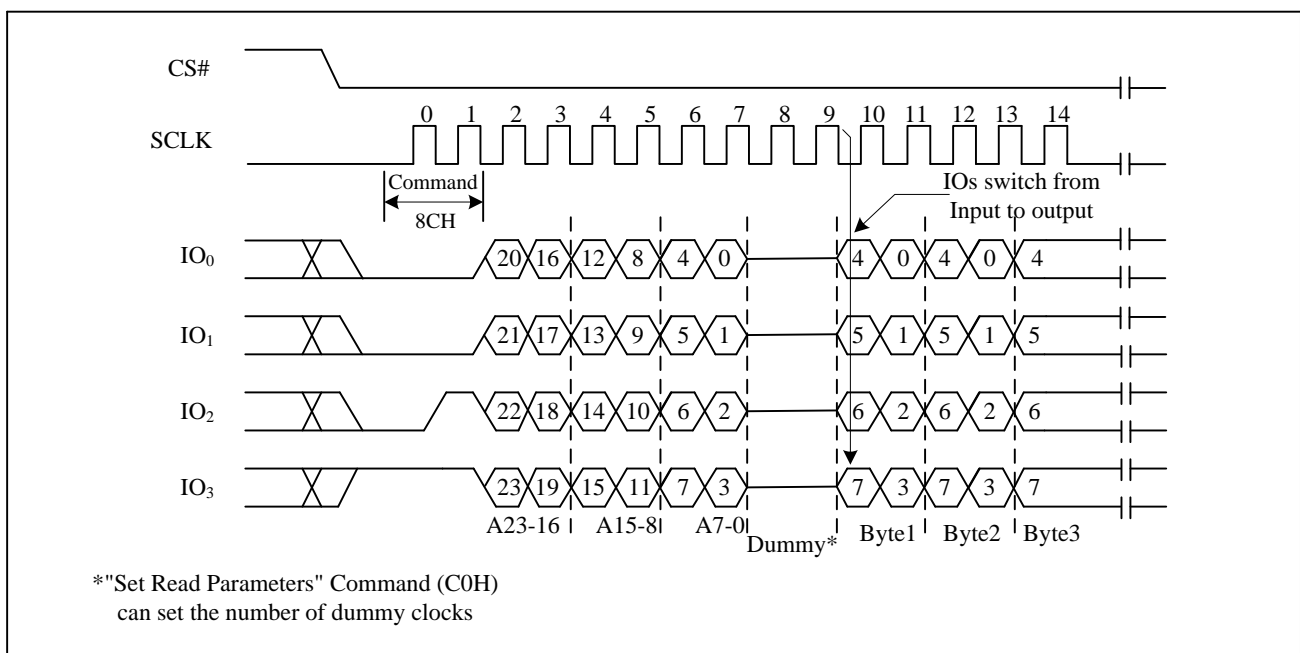 CS#
0 1 2 3 4 5 6 7 8 9 10 11 12 13 14
SCLK
Command
8CH
IOs switch from
Input to output
IO0 20 16 12 8 4 0 4 0 4 0 4
IO1 21 17 13 9 5 1 5 1 5 1 5
IO2 22 18 14 10 6 2 6 2 6 2 6
IO3 23 19 15 11 7 3 7 3 7 3 7
A23-16 A15-8 A7-0 Dummy* Byte1 Byte2 Byte3
*"Set Read Parameters" Command (C0H)
can set the number of dummy clocks